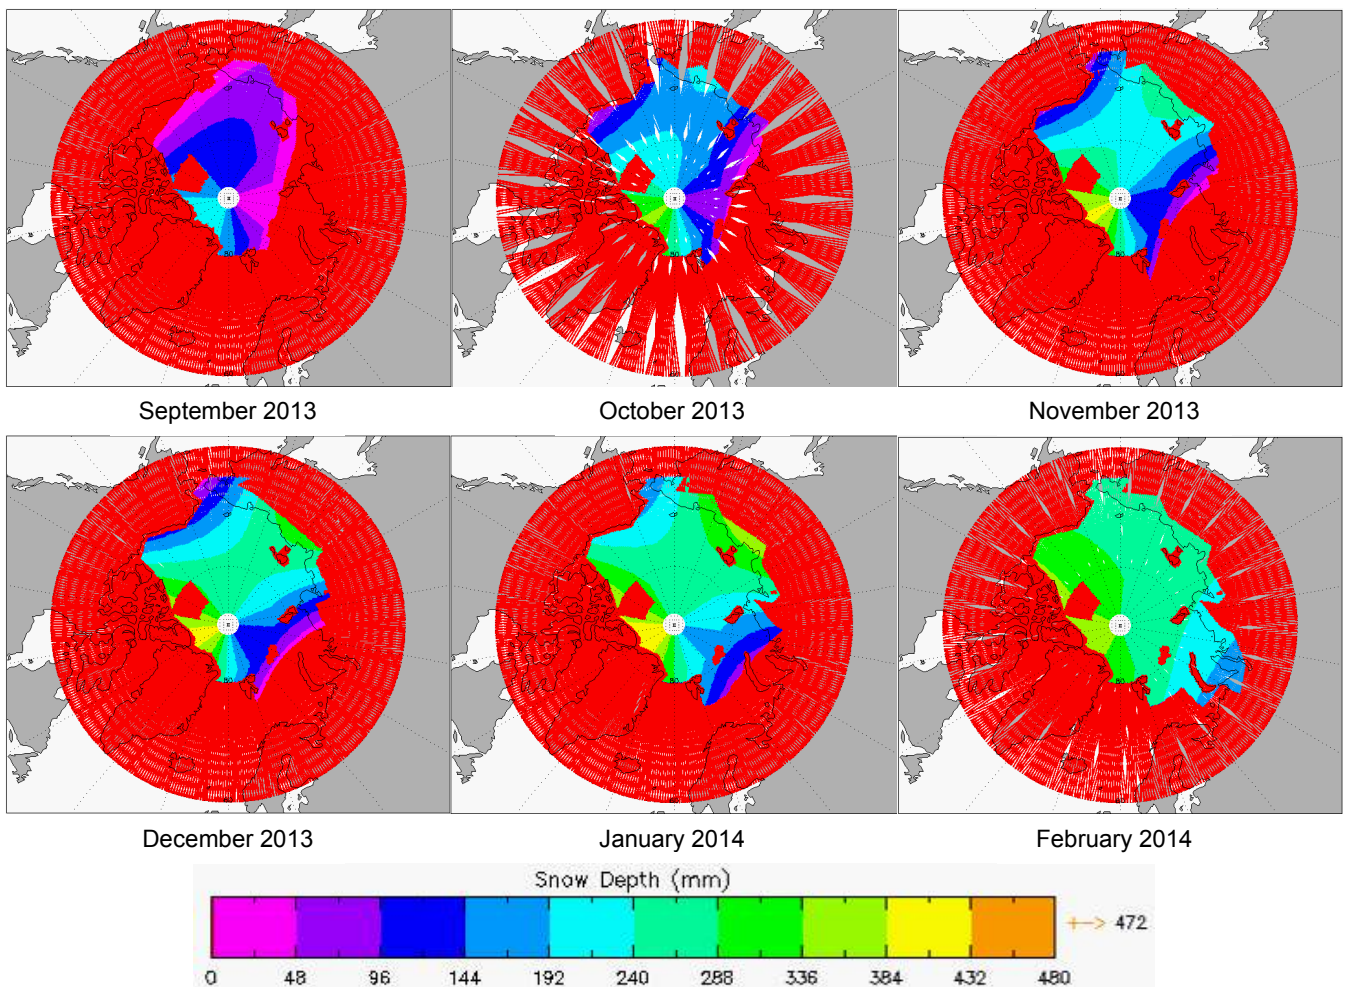 September 2013
October 2013
November 2013
December 2013
January 2014
February 2014
Snow Depth (mm)
+--> 472
0 48 96 144 192 240 288 336 384 432 480